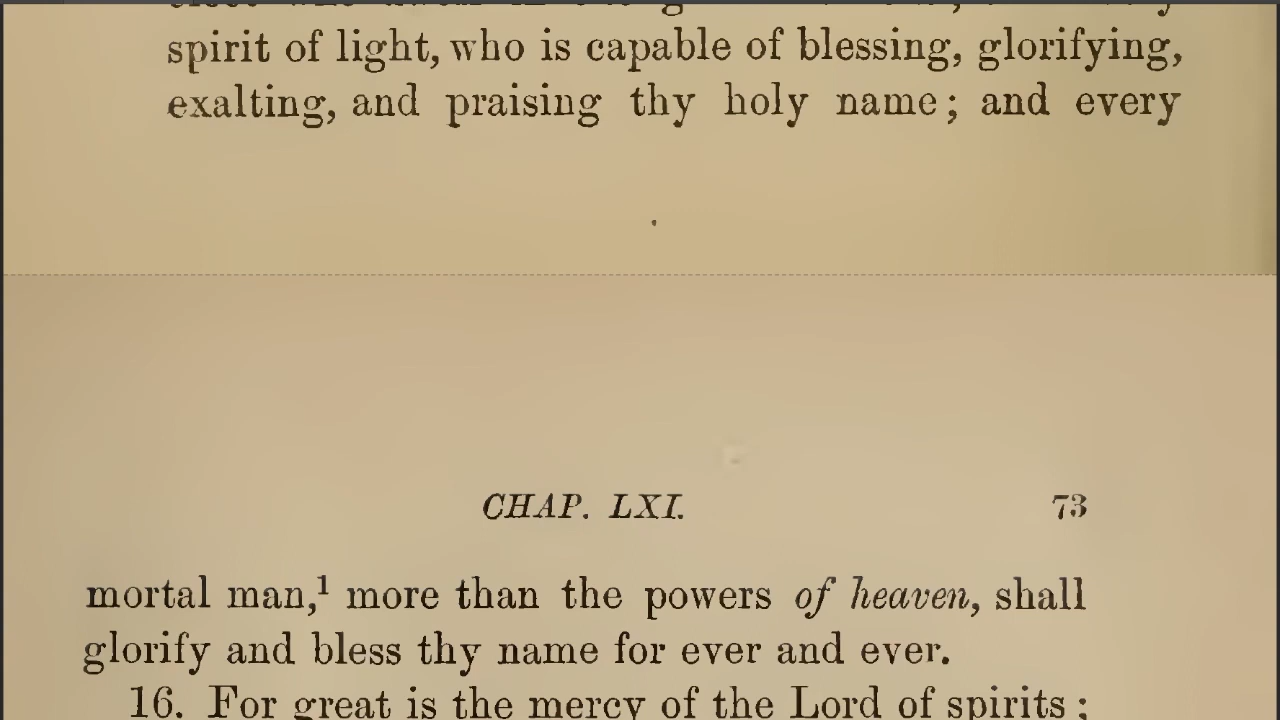 spirit of light, who is capable of blessing, glorifying,
exalting, and praising thy holy name; and every
CHAP. LXI. 73
mortal man,¹ more than the powers of heaven, shall
glorify and bless thy name for ever and ever.
16. For great is the mercy of the Lord of spirits;